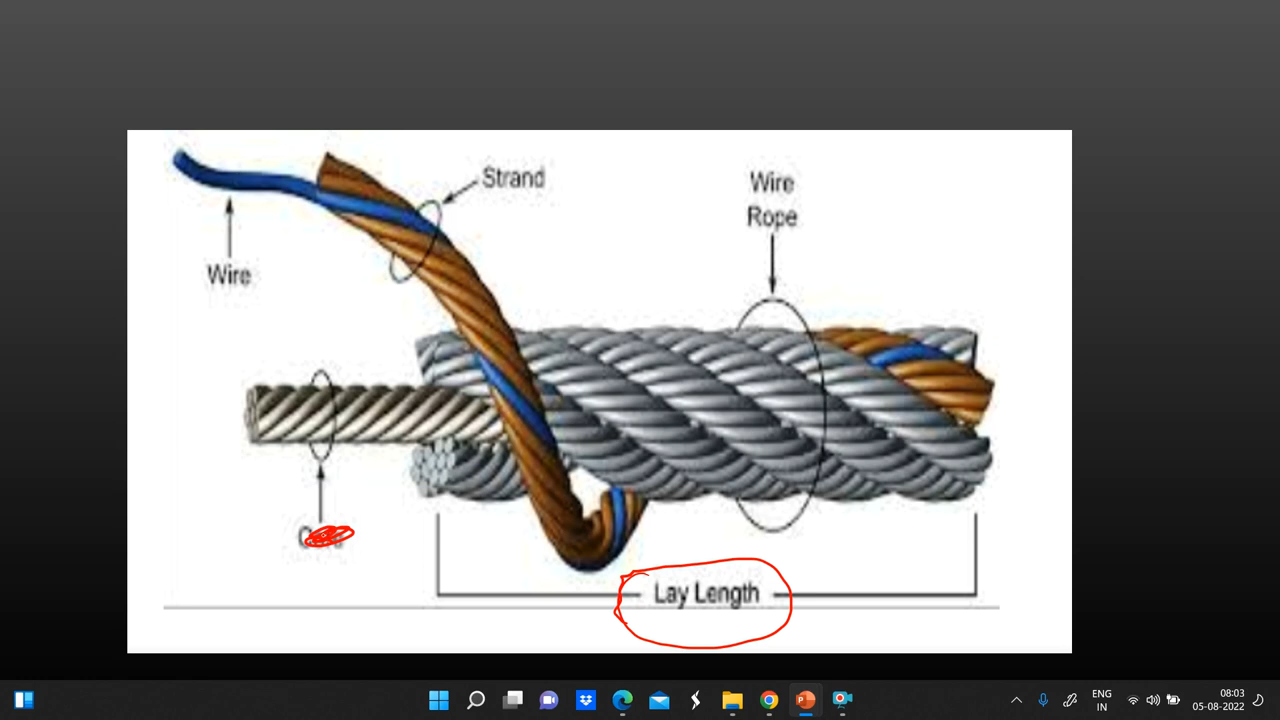 Strand
Wire
Rope
Wire
Lay Length
ENG
IN
08:03
05-08-2022